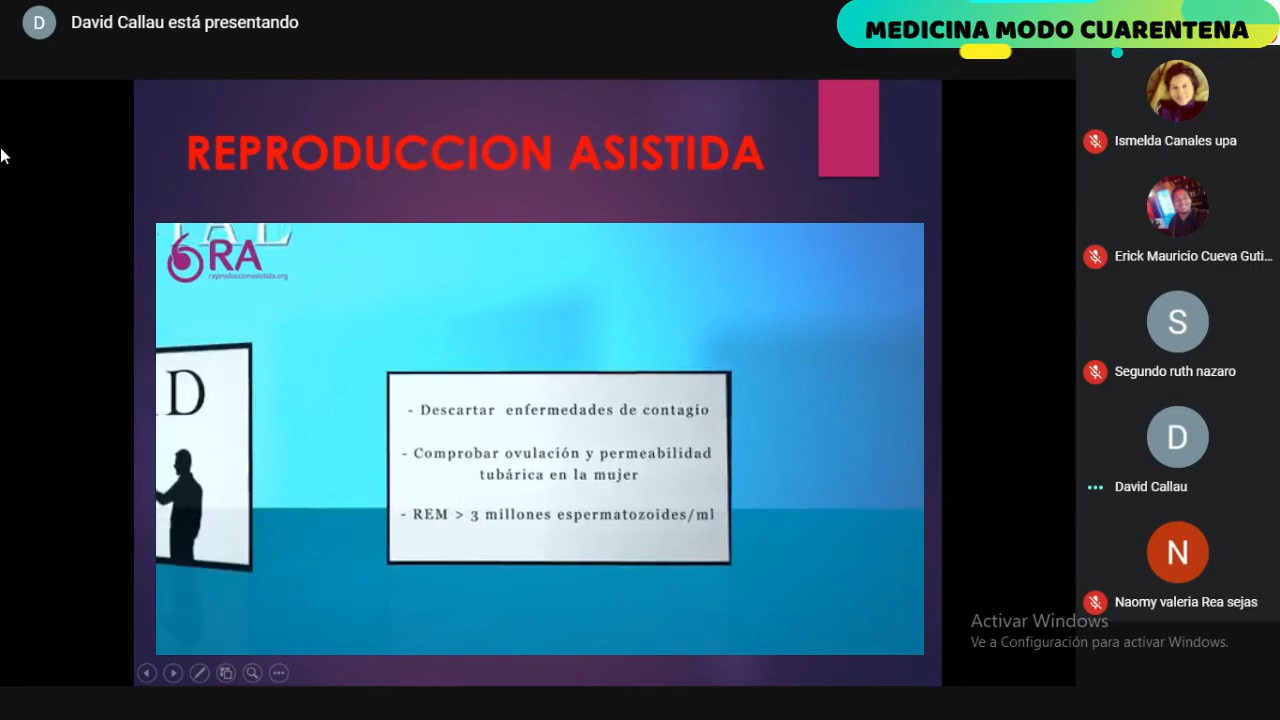 D
David Callau está presentando
MEDICINA MODO CUARENTENA
REPRODUCCION ASISTIDA
RA
reproduccionasistida.org
D
- Descartar enfermedades de contagio
- Comprobar ovulación y permeabilidad
tubárica en la mujer
- REM > 3 millones espermatozoides/ml
Ismelda Canales upa
Erick Mauricio Cueva Guti...
S
Segundo ruth nazaro
D
David Callau
N
Naomy valeria Rea sejas
Activar Windows
Ve a Configuración para activar Windows.